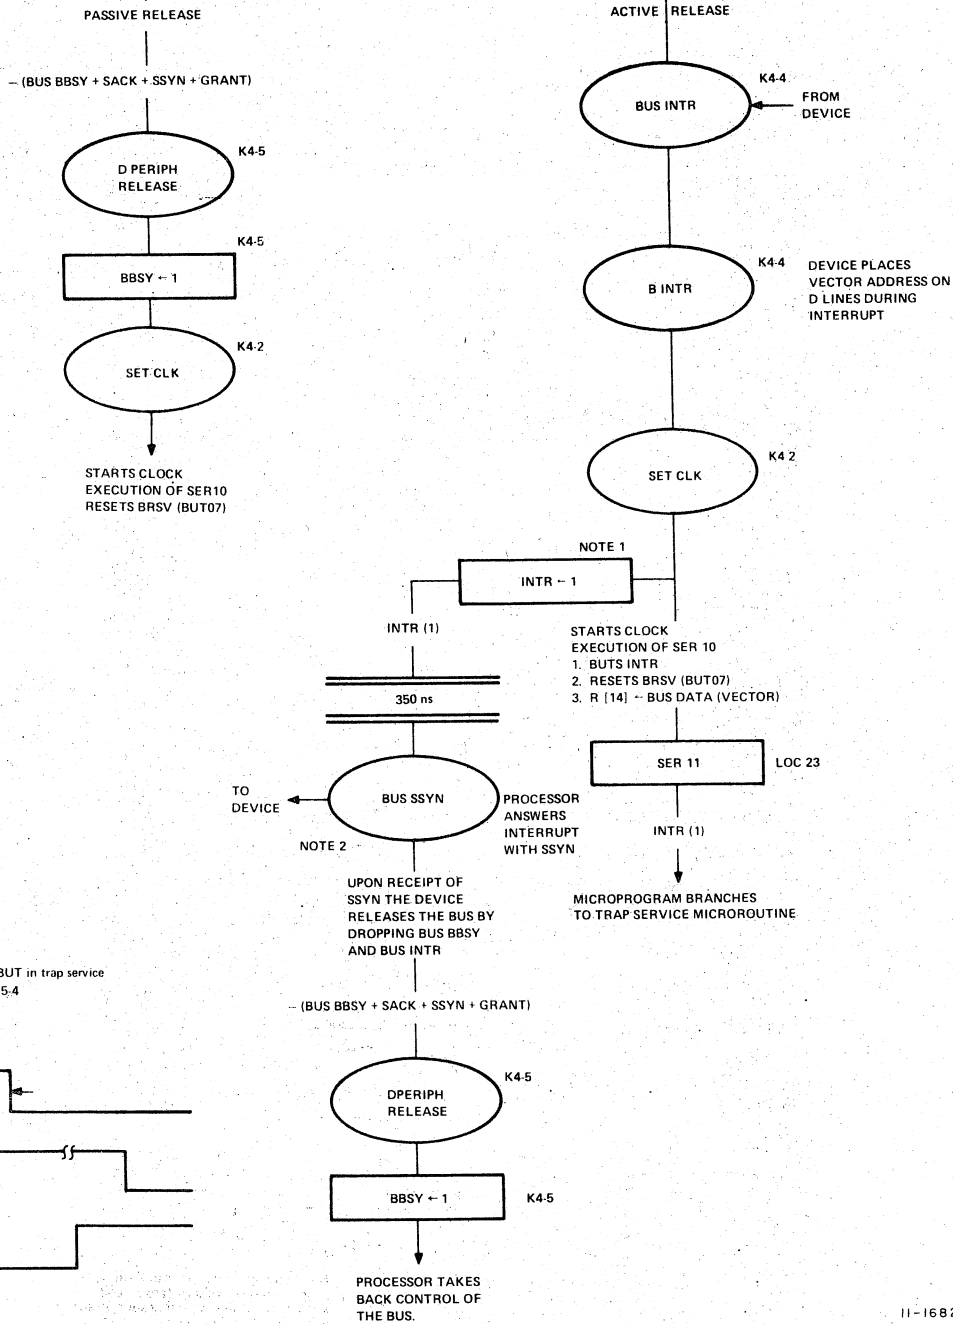 PASSIVE RELEASE
– (BUS BBSY + SACK + SSYN + GRANT)
K4-5
D PERIPH
RELEASE
K4-5
BBSY ← 1
K4-2
SET CLK
STARTS CLOCK
EXECUTION OF SER10
RESETS BRSV (BUT07)
ACTIVE RELEASE
K4-4
BUS INTR
FROM
DEVICE
K4-4
B INTR
DEVICE PLACES
VECTOR ADDRESS ON
D LINES DURING
INTERRUPT
K4 2
SET CLK
NOTE 1
INTR ← 1
INTR (1)
350 ns
TO
DEVICE
BUS SSYN
PROCESSOR
ANSWERS
INTERRUPT
WITH SSYN
NOTE 2
UPON RECEIPT OF
SSYN THE DEVICE
RELEASES THE BUS BY
DROPPING BUS BBSY
AND BUS INTR
– (BUS BBSY + SACK + SSYN + GRANT)
K4-5
DPERIPH
RELEASE
BBSY ← 1
K4-5
PROCESSOR TAKES
BACK CONTROL OF
THE BUS.
STARTS CLOCK
EXECUTION OF SER 10
1. BUTS INTR
2. RESETS BRSV (BUT07)
3. R [14] ← BUS DATA (VECTOR)
SER 11
LOC 23
INTR (1)
MICROPROGRAM BRANCHES
TO TRAP SERVICE MICROROUTINE
BUT in trap service
5-4
11-1682